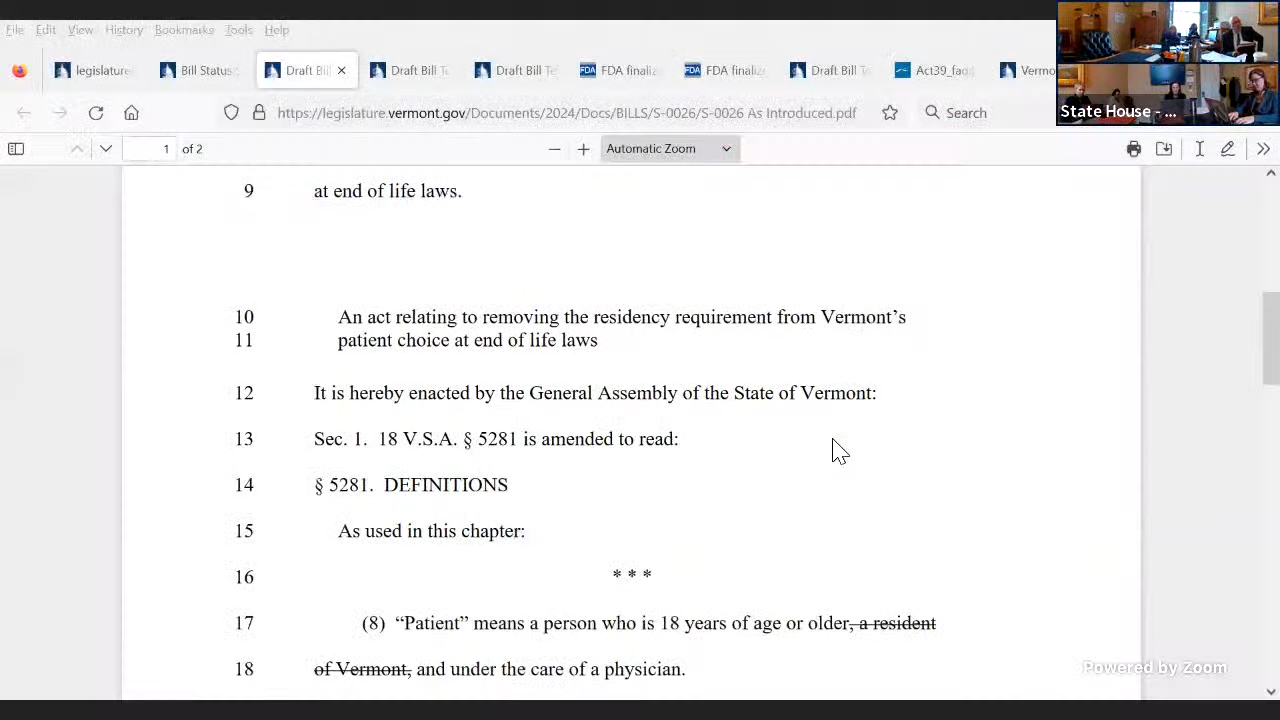 File Edit View History Bookmarks Tools Help
legislature Bill Status Draft Bil Draft Bill Te Draft Bill Te FDA FDA finaliz FDA FDA finaliz Draft Bill Te Act39_faq Vermo
https://legislature.vermont.gov/Documents/2024/Docs/BILLS/S-0026/S-0026 As Introduced.pdf Search
State House - ...
1 of 2 Automatic Zoom
9 at end of life laws.
10 An act relating to removing the residency requirement from Vermont's
11 patient choice at end of life laws
12 It is hereby enacted by the General Assembly of the State of Vermont:
13 Sec. 1. 18 V.S.A. § 5281 is amended to read:
14 § 5281. DEFINITIONS
15 As used in this chapter:
16 * * *
17 (8) “Patient” means a person who is 18 years of age or older, a resident
18 of Vermont, and under the care of a physician.
Powered by Zoom